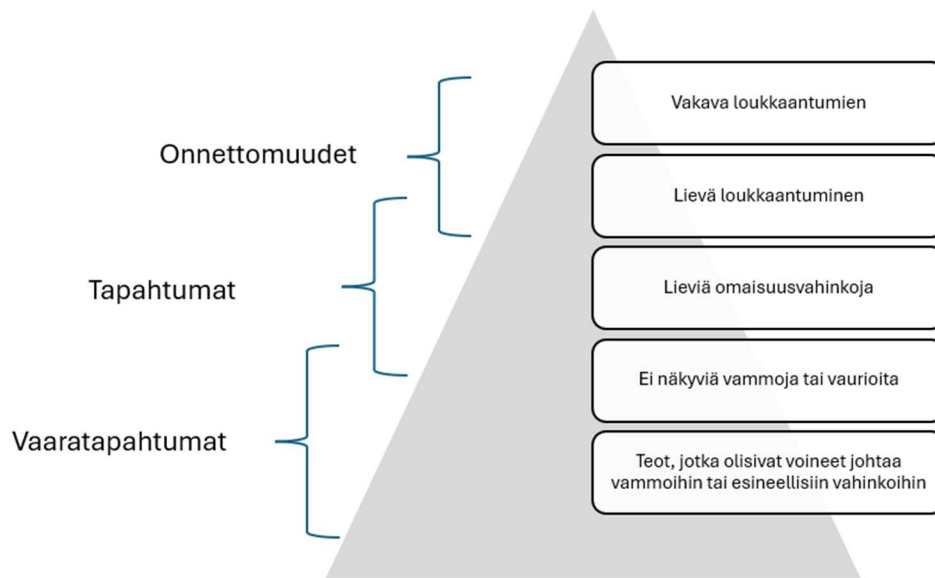 Vakava loukkaantumien
Onnettomuudet
Lievä loukkaantuminen
Tapahtumat
Lieviä omaisuusvahinkoja
Ei näkyviä vammoja tai vaurioita
Vaaratapahtumat
Teot, jotka olisivat voineet johtaa
vammoihin tai esineellisiin vahinkoihin